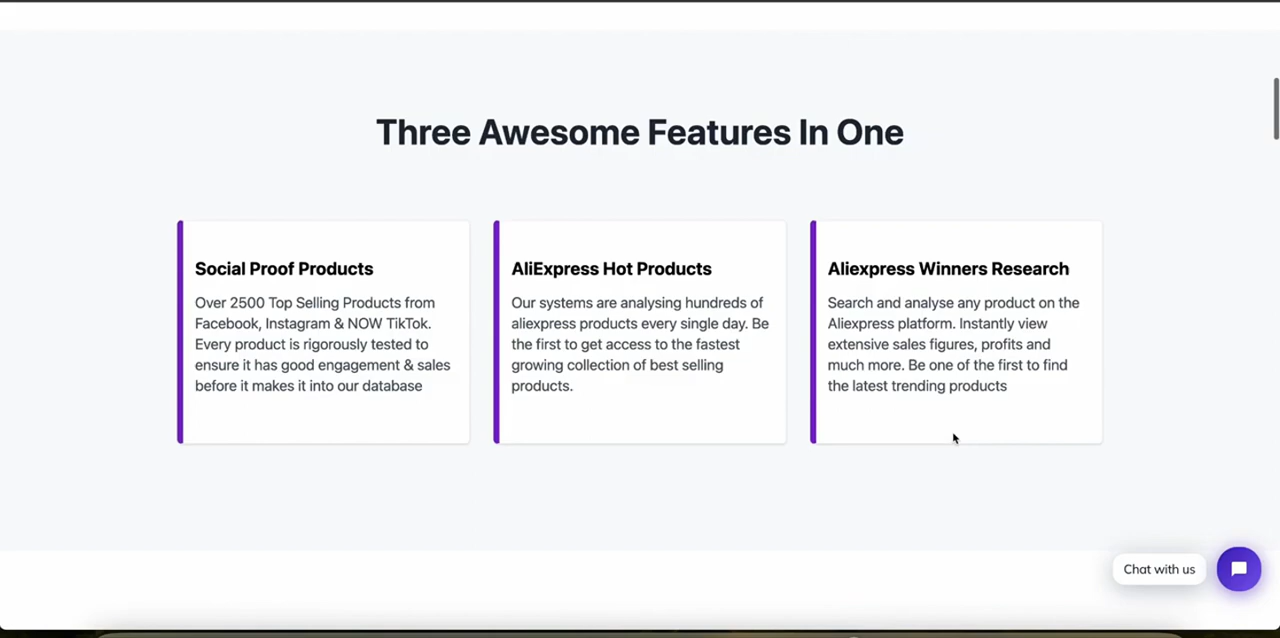 Three Awesome Features In One
Social Proof Products
Over 2500 Top Selling Products from
Facebook, Instagram & NOW TikTok.
Every product is rigorously tested to
ensure it has good engagement & sales
before it makes it into our database
AliExpress Hot Products
Our systems are analysing hundreds of
aliexpress products every single day. Be
the first to get access to the fastest
growing collection of best selling
products.
Aliexpress Winners Research
Search and analyse any product on the
Aliexpress platform. Instantly view
extensive sales figures, profits and
much more. Be one of the first to find
the latest trending products
Chat with us